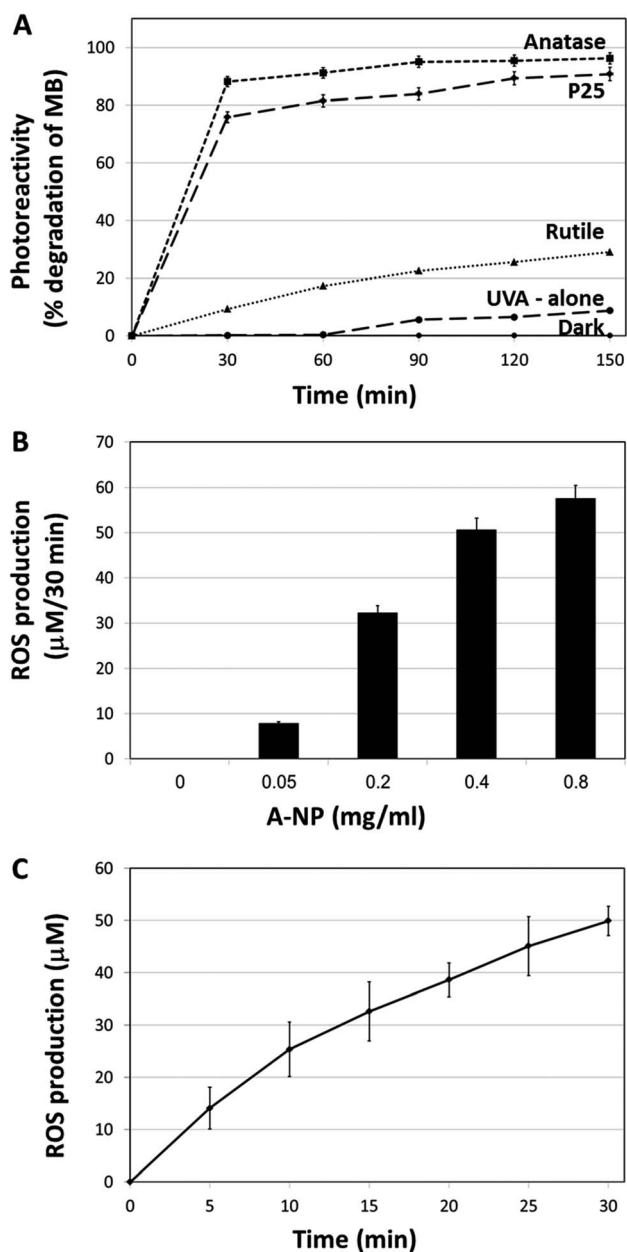 A
Photoreactivity
(% degradation of MB)
100
80
60
40
20
0
Anatase
P25
Rutile
UVA - alone
Dark
0 30 60 90 120 150
Time (min)
B
ROS production
(μM/30 min)
70
60
50
40
30
20
10
0
0 0.05 0.2 0.4 0.8
A-NP (mg/ml)
C
ROS production (μM)
60
50
40
30
20
10
0
0 5 10 15 20 25 30
Time (min)